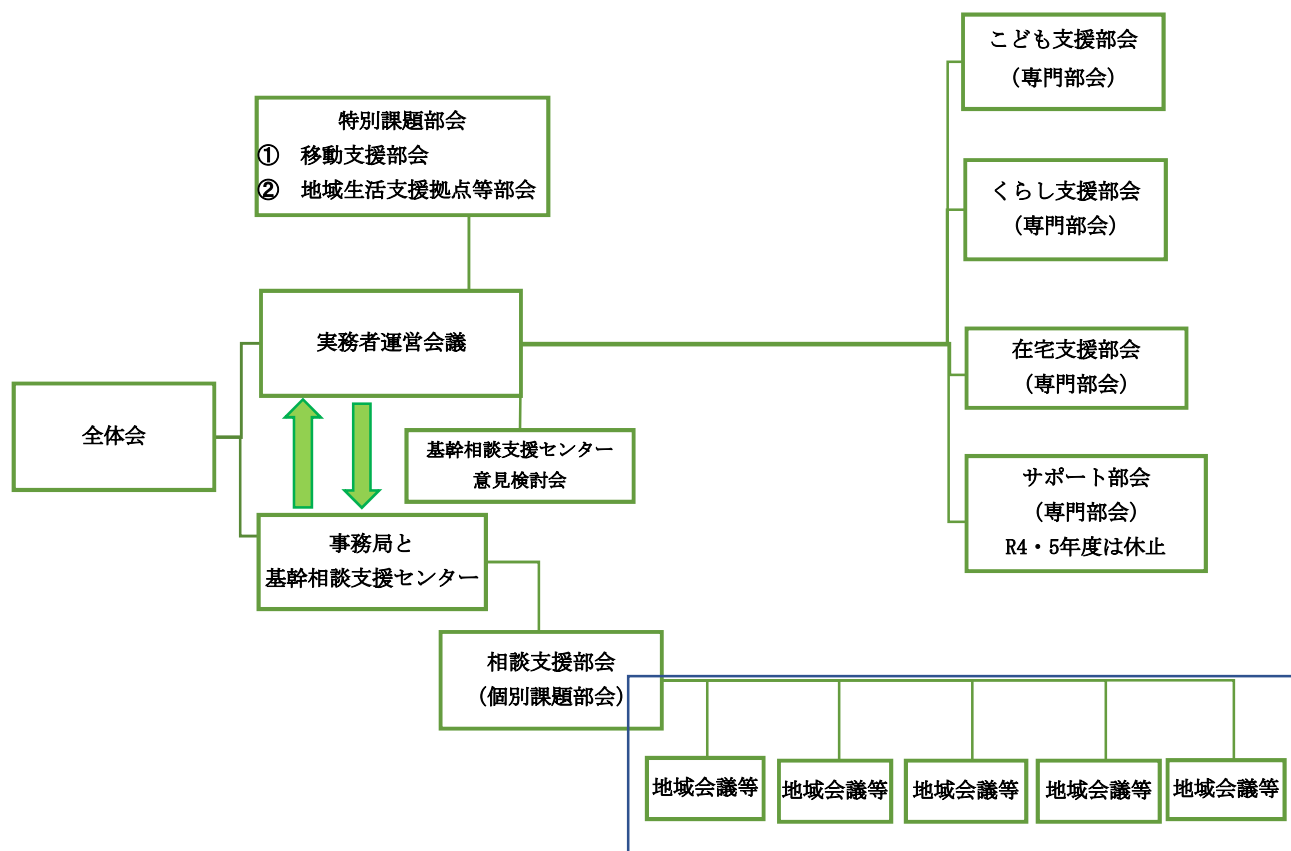 こども支援部会
(専門部会)
特別課題部会
① 移動支援部会
② 地域生活支援拠点等部会
くらし支援部会
(専門部会)
実務者運営会議
在宅支援部会
(専門部会)
全体会
基幹相談支援センター
意見検討会
サポート部会
(専門部会)
R4・5年度は休止
事務局と
基幹相談支援センター
相談支援部会
(個別課題部会)
地域会議等
地域会議等
地域会議等
地域会議等
地域会議等